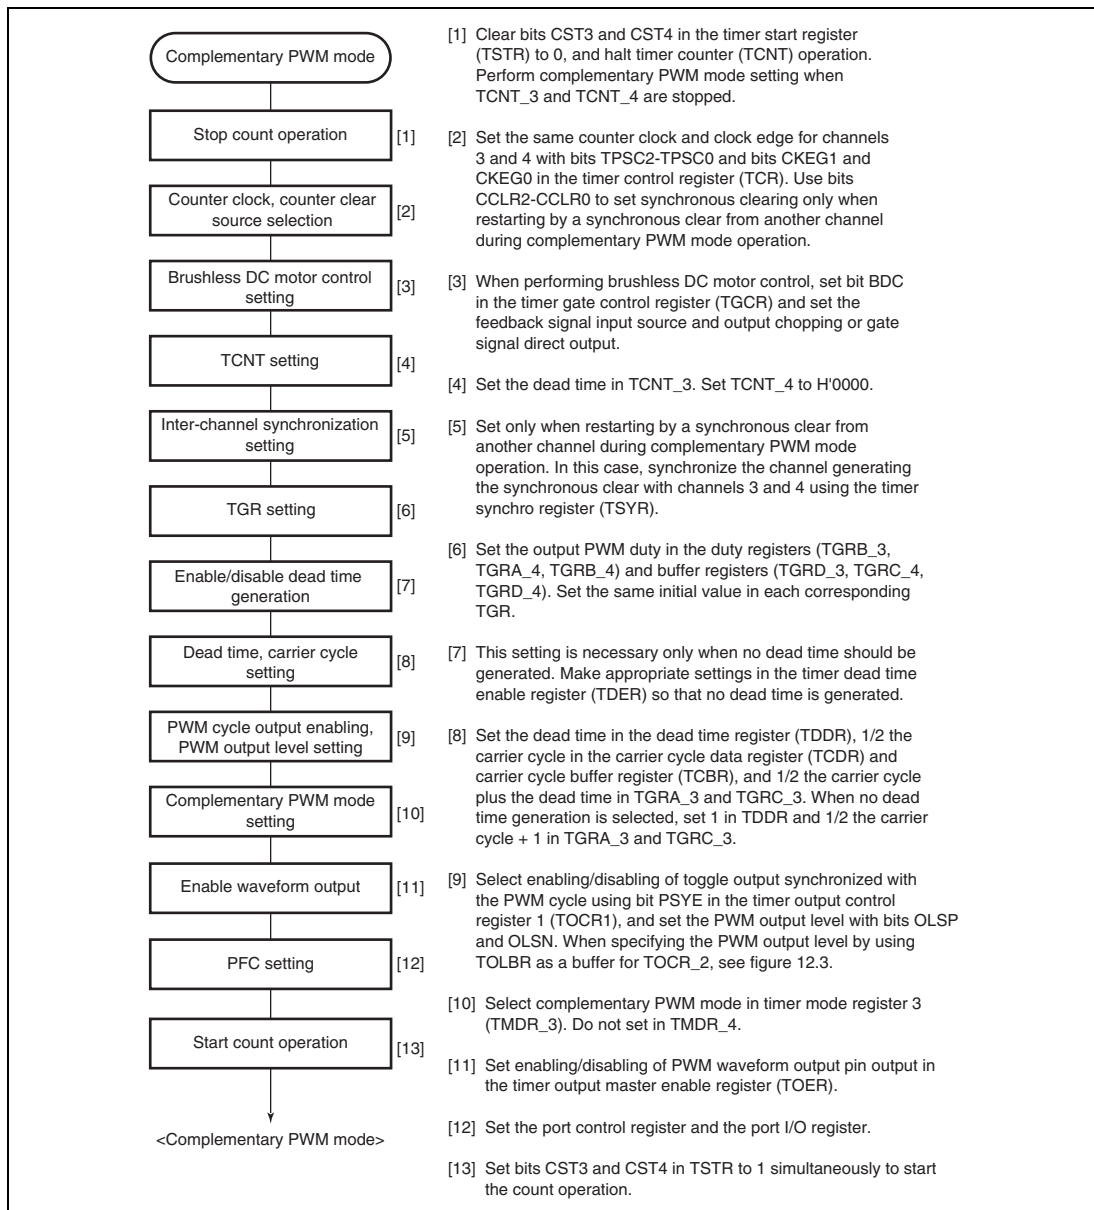 Complementary PWM mode
Stop count operation
[1]
Counter clock, counter clear
source selection
[2]
Brushless DC motor control
setting
[3]
TCNT setting
[4]
Inter-channel synchronization
setting
[5]
TGR setting
[6]
Enable/disable dead time
generation
[7]
Dead time, carrier cycle
setting
[8]
PWM cycle output enabling,
PWM output level setting
[9]
Complementary PWM mode
setting
[10]
Enable waveform output
[11]
PFC setting
[12]
Start count operation
[13]
<Complementary PWM mode>
[1] Clear bits CST3 and CST4 in the timer start register
(TSTR) to 0, and halt timer counter (TCNT) operation.
Perform complementary PWM mode setting when
TCNT_3 and TCNT_4 are stopped.
[2] Set the same counter clock and clock edge for channels
3 and 4 with bits TPSC2-TPSC0 and bits CKEG1 and
CKEG0 in the timer control register (TCR). Use bits
CCLR2-CCLR0 to set synchronous clearing only when
restarting by a synchronous clear from another channel
during complementary PWM mode operation.
[3] When performing brushless DC motor control, set bit BDC
in the timer gate control register (TGCR) and set the
feedback signal input source and output chopping or gate
signal direct output.
[4] Set the dead time in TCNT_3. Set TCNT_4 to H'0000.
[5] Set only when restarting by a synchronous clear from
another channel during complementary PWM mode
operation. In this case, synchronize the channel generating
the synchronous clear with channels 3 and 4 using the timer
synchro register (TSYR).
[6] Set the output PWM duty in the duty registers (TGRB_3,
TGRA_4, TGRB_4) and buffer registers (TGRD_3, TGRC_4,
TGRD_4). Set the same initial value in each corresponding
TGR.
[7] This setting is necessary only when no dead time should be
generated. Make appropriate settings in the timer dead time
enable register (TDER) so that no dead time is generated.
[8] Set the dead time in the dead time register (TDDR), 1/2 the
carrier cycle in the carrier cycle data register (TCDR) and
carrier cycle buffer register (TCBR), and 1/2 the carrier cycle
plus the dead time in TGRA_3 and TGRC_3. When no dead
time generation is selected, set 1 in TDDR and 1/2 the carrier
cycle + 1 in TGRA_3 and TGRC_3.
[9] Select enabling/disabling of toggle output synchronized with
the PWM cycle using bit PSYE in the timer output control
register 1 (TOCR1), and set the PWM output level with bits OLSP
and OLSN. When specifying the PWM output level by using
TOLBR as a buffer for TOCR_2, see figure 12.3.
[10] Select complementary PWM mode in timer mode register 3
(TMDR_3). Do not set in TMDR_4.
[11] Set enabling/disabling of PWM waveform output pin output in
the timer output master enable register (TOER).
[12] Set the port control register and the port I/O register.
[13] Set bits CST3 and CST4 in TSTR to 1 simultaneously to start
the count operation.